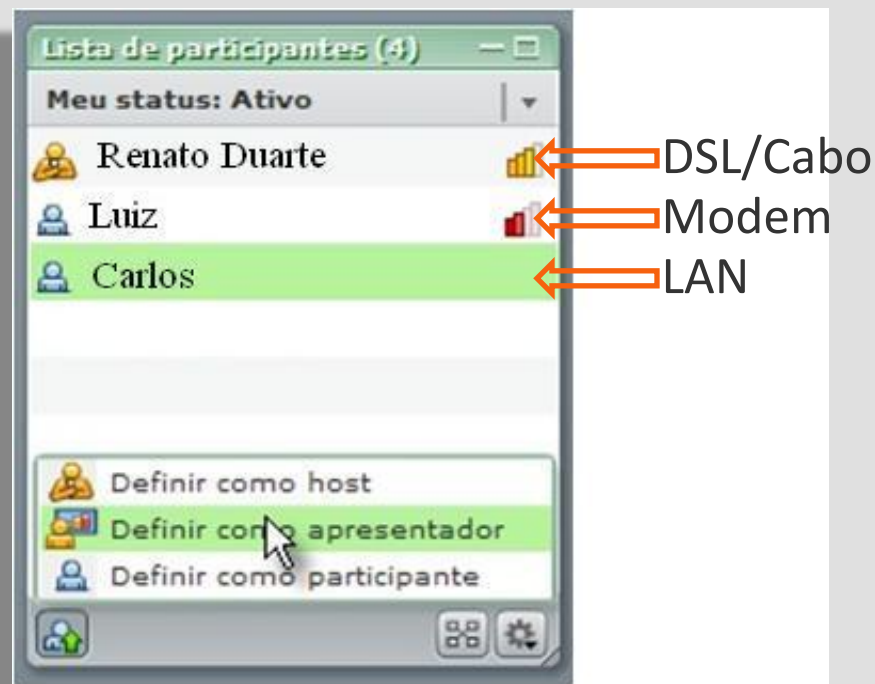 Lista de participantes (4)
Meu status: Ativo
Renato Duarte
DSL/Cabo
Luiz
Modem
Carlos
LAN
Definir como host
Definir como apresentador
Definir como participante